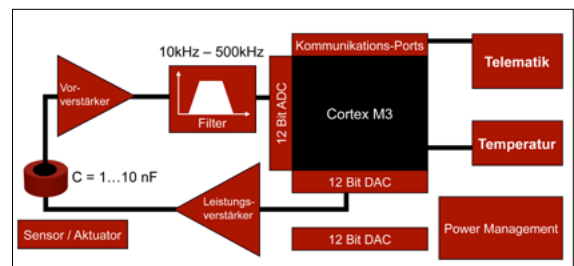 10kHz – 500kHz
Kommunikations-Ports
Telematik
Vor-
verstärker
Filter
12 Bit ADC
Cortex M3
Temperatur
C = 1...10 nF
12 Bit DAC
Leistungs-
verstärker
Sensor / Aktuator
12 Bit DAC
Power Management